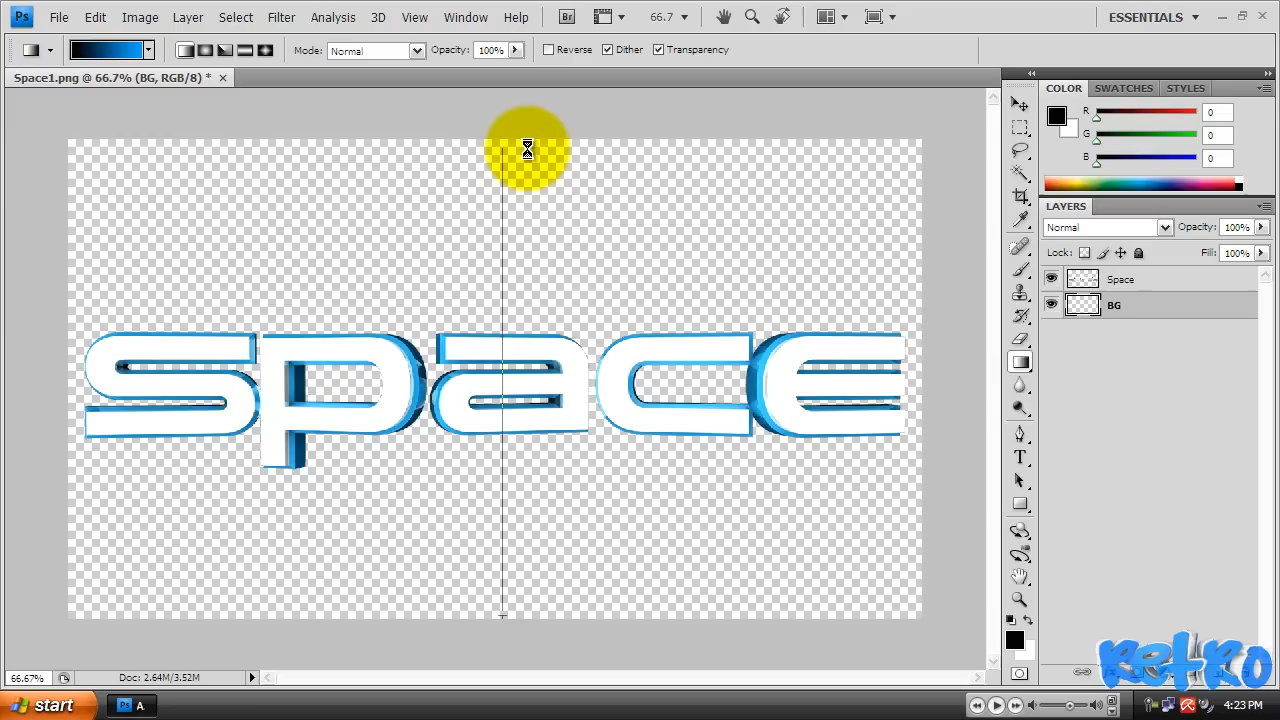 Ps File Edit Image Layer Select Filter Analysis 3D View Window Help Br 66.7 ESSENTIALS
Mode: Normal Opacity: 100% Reverse Dither Transparency
Space1.png @ 66.7% (BG, RGB/8) *
COLOR SWATCHES STYLES
R 0
G 0
B 0
LAYERS
Normal Opacity: 100%
Lock: Fill: 100%
Space
BG
space
T
retro
66.67% Doc: 2.64M/3.52M
start Ps A 4:23 PM